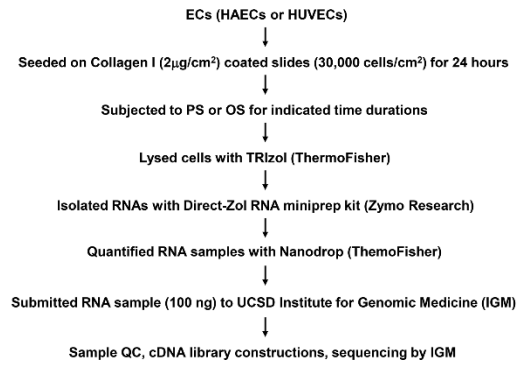 ECs (HAECs or HUVECs)
Seeded on Collagen I (2μg/cm²) coated slides (30,000 cells/cm²) for 24 hours
Subjected to PS or OS for indicated time durations
Lysed cells with TRIzol (ThermoFisher)
Isolated RNAs with Direct-Zol RNA miniprep kit (Zymo Research)
Quantified RNA samples with Nanodrop (ThemoFisher)
Submitted RNA sample (100 ng) to UCSD Institute for Genomic Medicine (IGM)
Sample QC, cDNA library constructions, sequencing by IGM